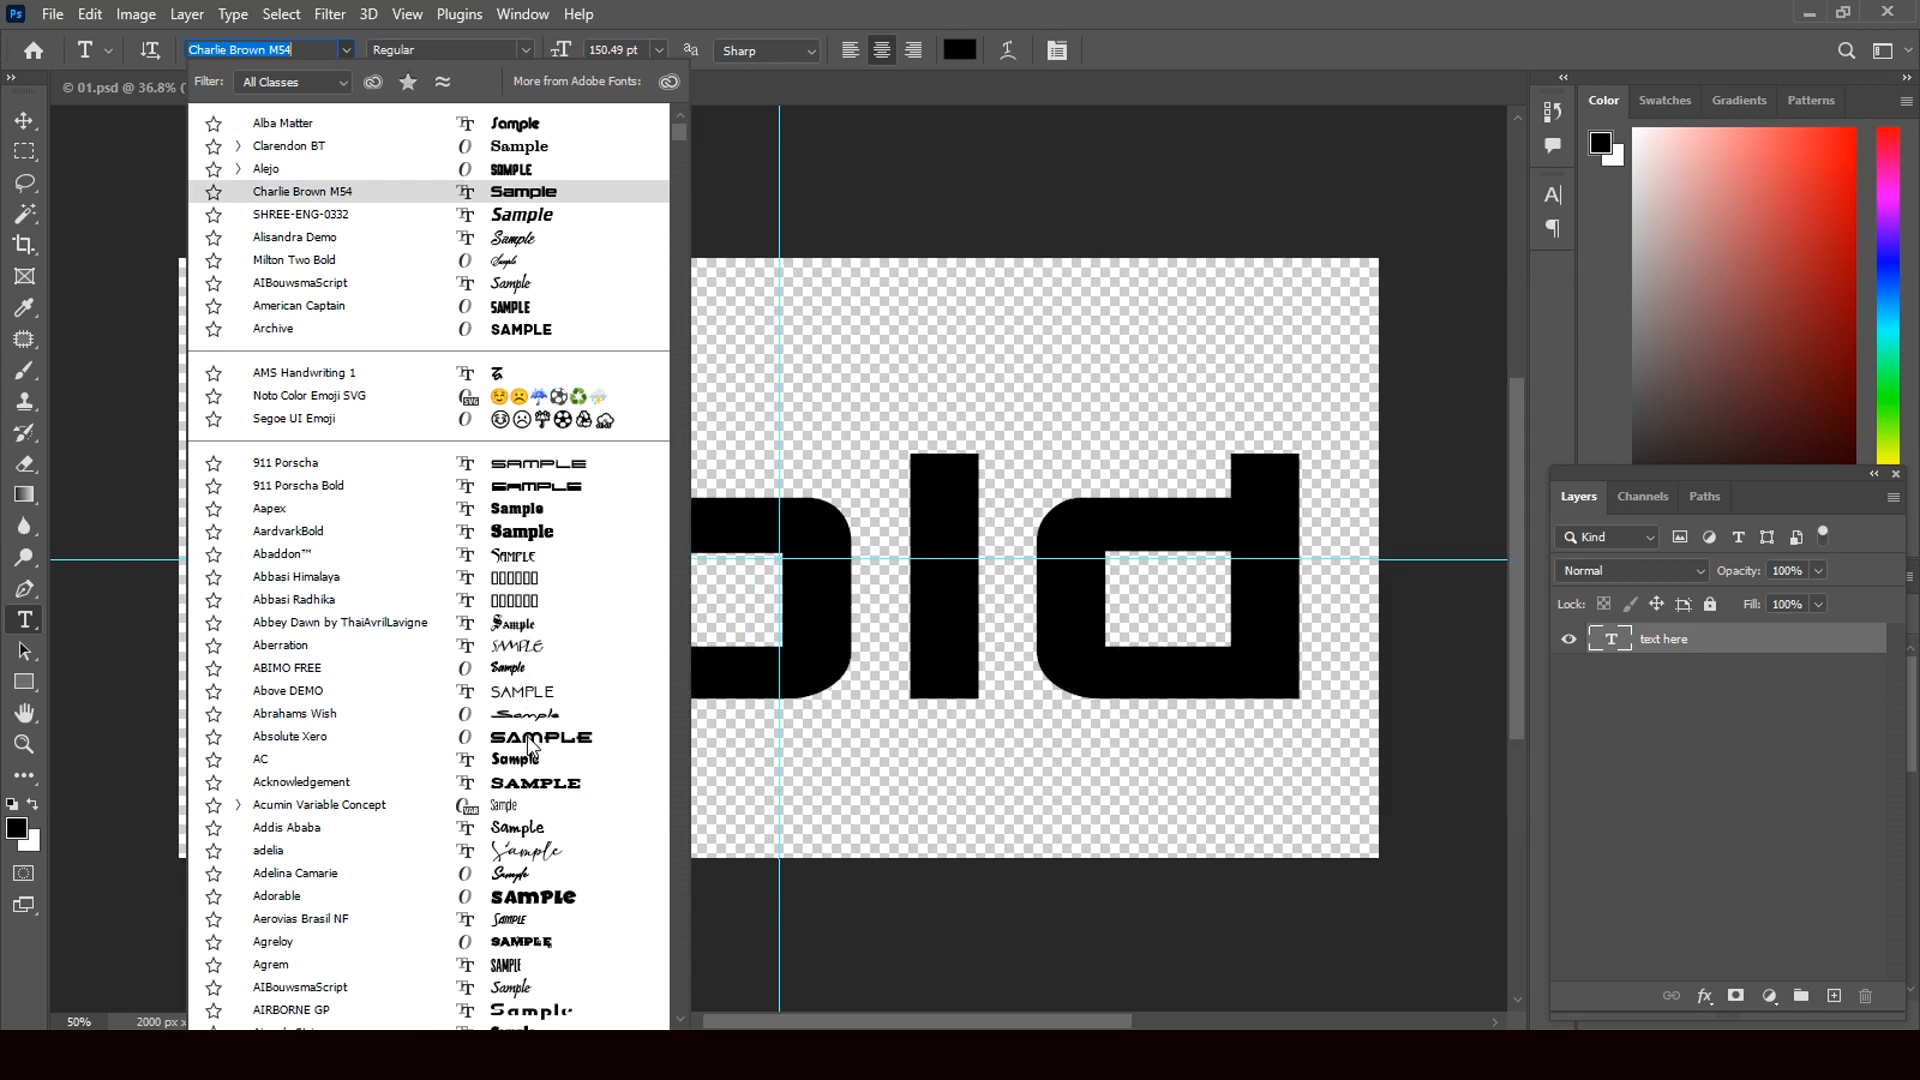 Ps File Edit Image Layer Type Select Filter 3D View Plugins Window Help
T Charlie Brown M54 Regular 150.49 pt aa Sharp
Filter: All Classes More from Adobe Fonts:
© 01.psd @ 36.8% (
Color Swatches Gradients Patterns
Alba Matter Sample
Clarendon BT Sample
Alejo SAMPLE
Charlie Brown M54 Sample
SHREE-ENG-0332 Sample
Alisandra Demo Sample
Milton Two Bold Sample
AIBouwsmaScript Sample
American Captain SAMPLE
Archive SAMPLE
AMS Handwriting 1
Noto Color Emoji SVG
Segoe UI Emoji
911 Porscha SAMPLE
911 Porscha Bold SAMPLE
Aapex Sample
AardvarkBold Sample
Abaddon™ SAMPLE
Abbasi Himalaya
Abbasi Radhika
Abbey Dawn by ThaiAvrilLavigne Sample
Aberration SAMPLE
ABIMO FREE Sample
Above DEMO SAMPLE
Abrahams Wish Sample
Absolute Xero SAMPLE
AC Sample
Acknowledgement SAMPLE
Acumin Variable Concept Sample
Addis Ababa Sample
adelia Sample
Adelina Camarie Sample
Adorable SAmPLe
Aerovias Brasil NF SAMPLE
Agreloy SAMPLE
Agrem SAMPLE
AIBouwsmaScript Sample
AIRBORNE GP Sample
ld
Layers Channels Paths
Kind
Normal Opacity: 100%
Lock: Fill: 100%
T text here
fx
50% 2000 px x